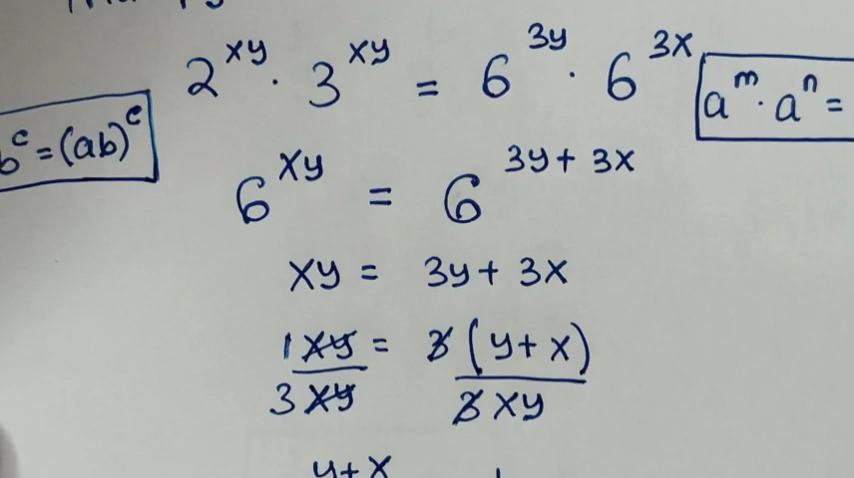 2^xy · 3^xy = 6^3y · 6^3x
a^m · a^n =
b^c = (ab)^c
6^xy = 6^3y + 3x
xy = 3y + 3x
1xy = 3(y + x)
3xy 3xy
y + x